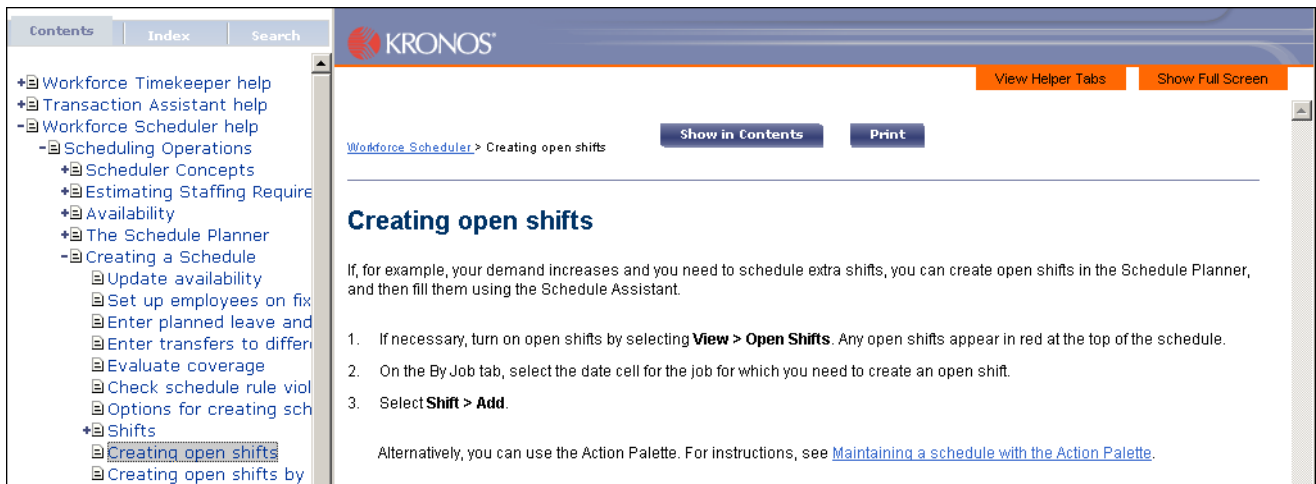 Contents
Index
Search
Workforce Timekeeper help
Transaction Assistant help
Workforce Scheduler help
Scheduling Operations
Scheduler Concepts
Estimating Staffing Require
Availability
The Schedule Planner
Creating a Schedule
Update availability
Set up employees on fix
Enter planned leave and
Enter transfers to differe
Evaluate coverage
Check schedule rule viol
Options for creating sch
Shifts
Creating open shifts
Creating open shifts by
KRONOS®
View Helper Tabs
Show Full Screen
Show in Contents
Print
Workforce Scheduler > Creating open shifts
Creating open shifts
If, for example, your demand increases and you need to schedule extra shifts, you can create open shifts in the Schedule Planner,
and then fill them using the Schedule Assistant.
1. If necessary, turn on open shifts by selecting View > Open Shifts. Any open shifts appear in red at the top of the schedule.
2. On the By Job tab, select the date cell for the job for which you need to create an open shift.
3. Select Shift > Add.
Alternatively, you can use the Action Palette. For instructions, see Maintaining a schedule with the Action Palette.